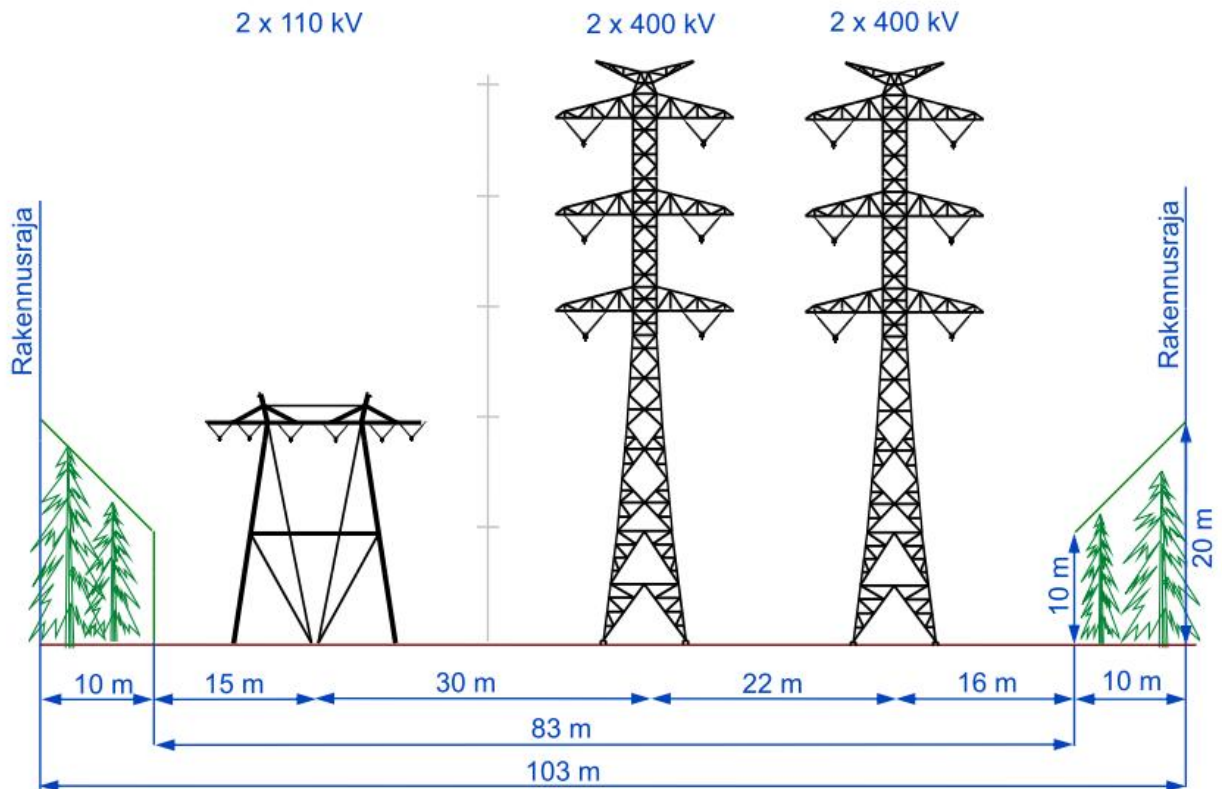 2 x 110 kV
2 x 400 kV
2 x 400 kV
Rakennusraja
Rakennusraja
10 m
20 m
10 m
15 m
30 m
22 m
16 m
10 m
83 m
103 m